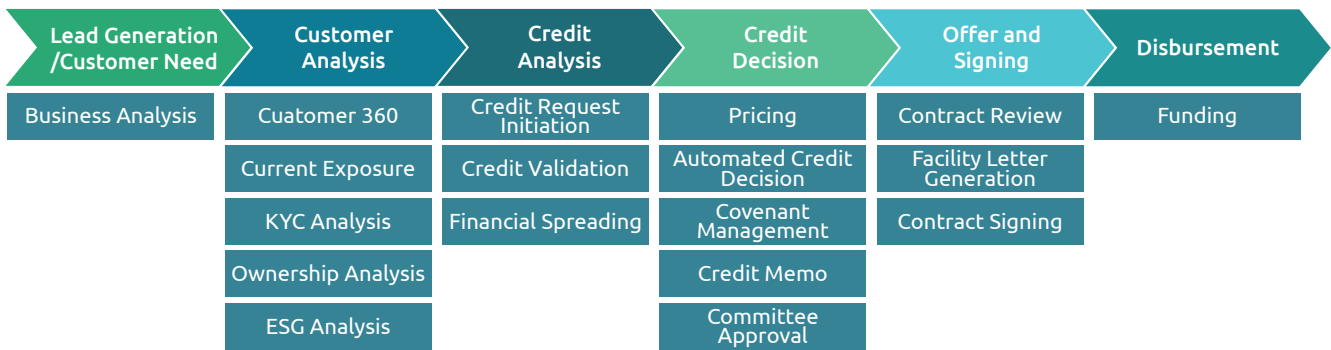 Lead Generation
/Customer Need
Customer
Analysis
Credit
Analysis
Credit
Decision
Offer and
Signing
Disbursement
Business Analysis
Cuatomer 360
Current Exposure
KYC Analysis
Ownership Analysis
ESG Analysis
Credit Request
Initiation
Credit Validation
Financial Spreading
Pricing
Automated Credit
Decision
Covenant
Management
Credit Memo
Committee
Approval
Contract Review
Facility Letter
Generation
Contract Signing
Funding